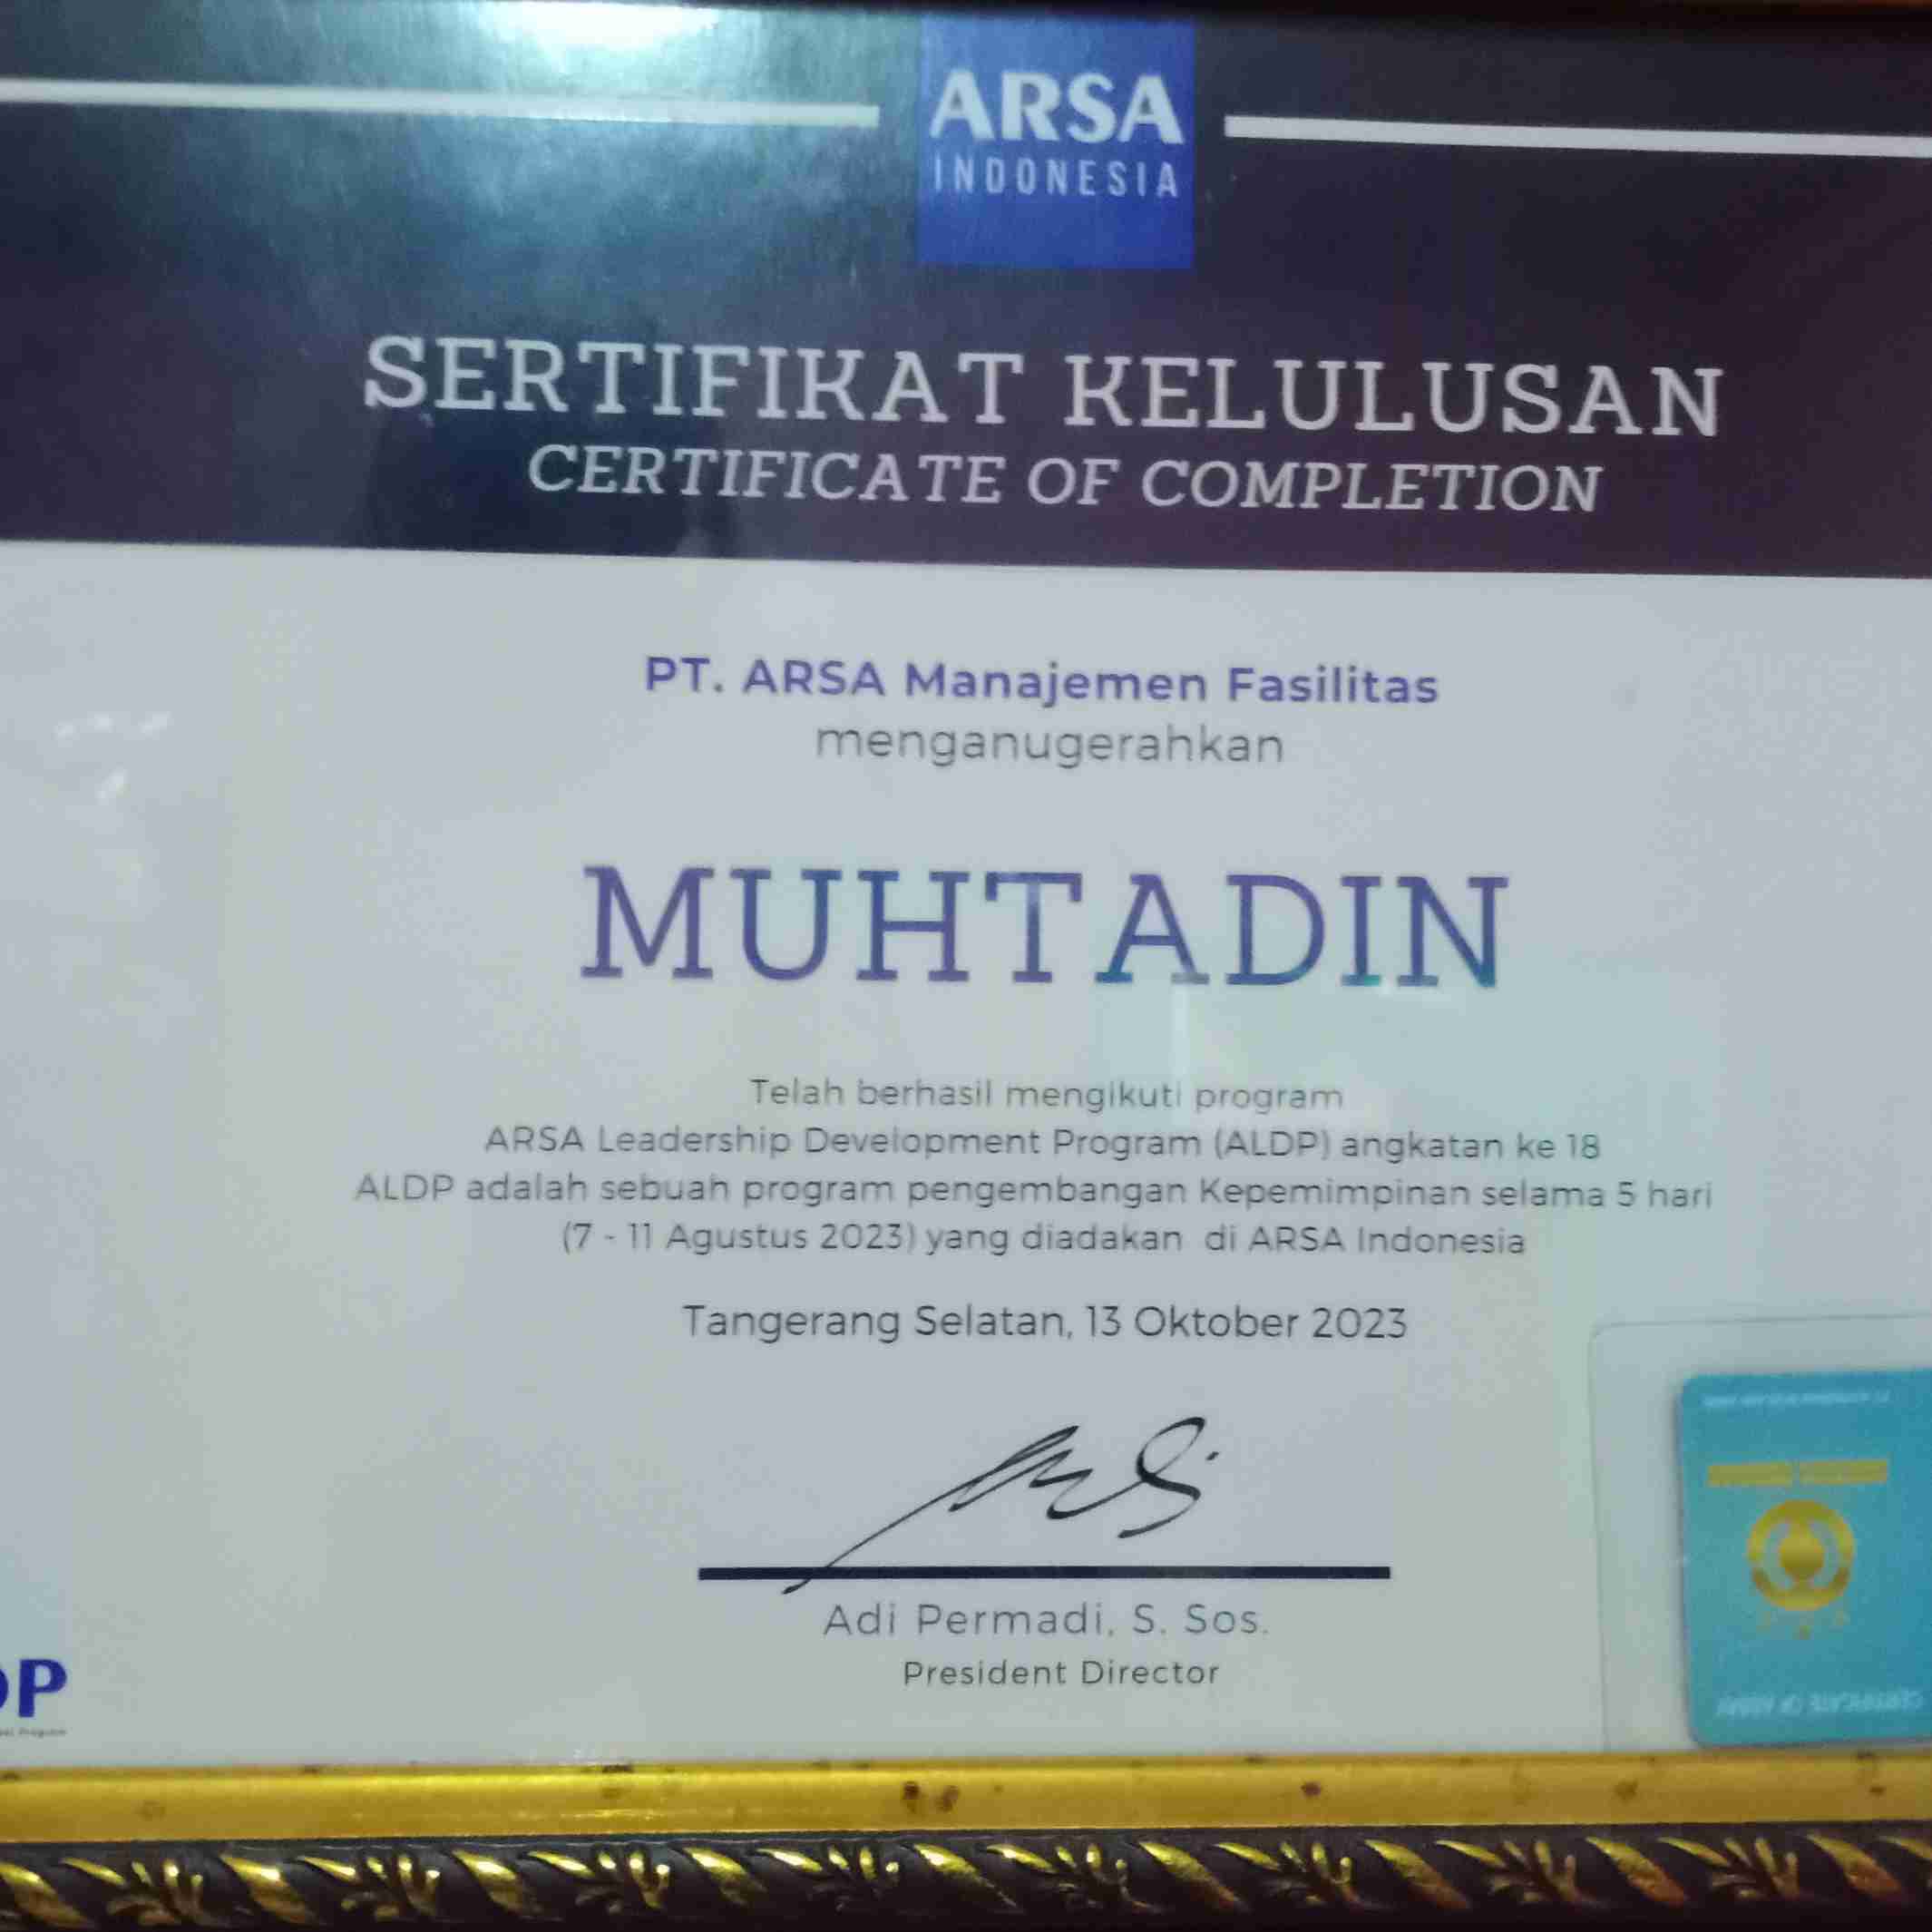 ARSA
INDONESIA
SERTIFIKAT KELULUSAN
CERTIFICATE OF COMPLETION
PT. ARSA Manajemen Fasilitas
menganugerahkan
MUHTADIN
Telah berhasil mengikuti program
ARSA Leadership Development Program (ALDP) angkatan ke 18
ALDP adalah sebuah program pengembangan Kepemimpinan selama 5 hari
(7 - 11 Agustus 2023) yang diadakan di ARSA Indonesia
Tangerang Selatan, 13 Oktober 2023
Adi Permadi, S. Sos.
President Director
DP
Program